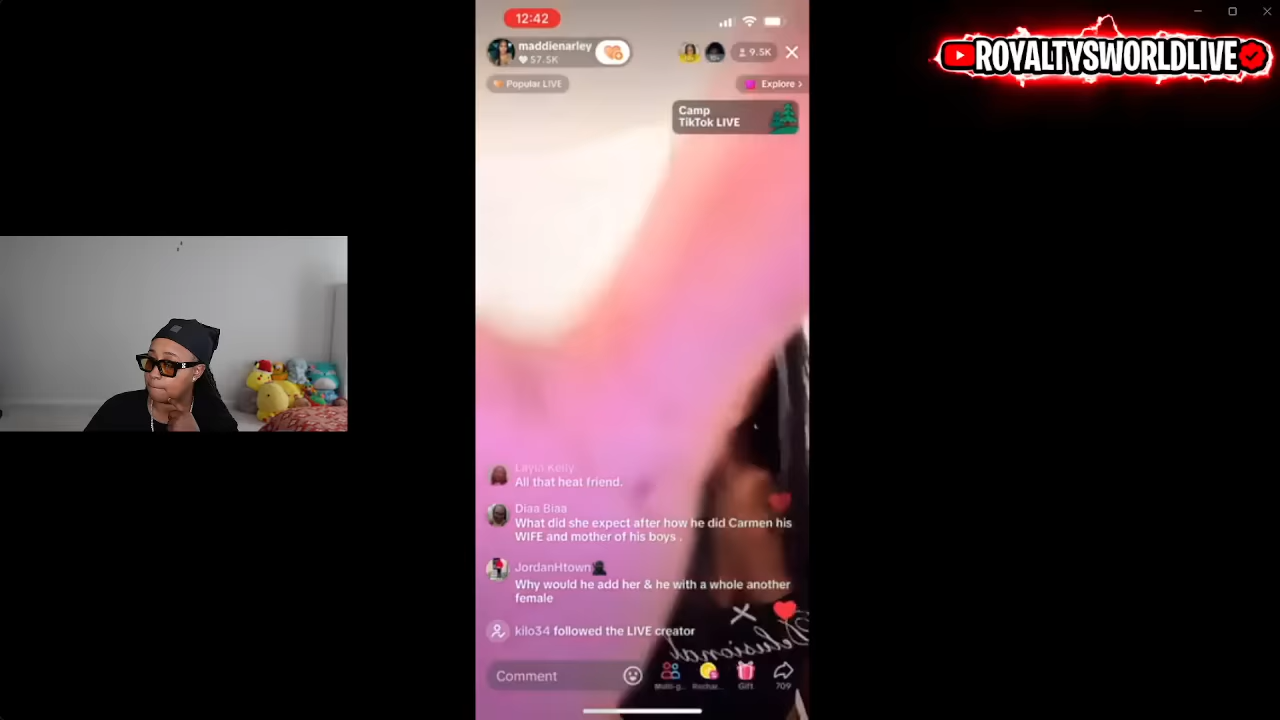 12:42
ROYALTYSWORLDLIVE
maddienarley
57.5K
9.5K
Popular LIVE
Explore >
Camp
TikTok LIVE
Layla Kelly
All that heat friend.
Diaa Biaa
What did she expect after how he did Carmen his
WIFE and mother of his boys .
JordanHtown
Why would he add her & he with a whole another
female
kilo34 followed the LIVE creator
Delusional
Comment
Multi-g...
Rechar...
Gift
709